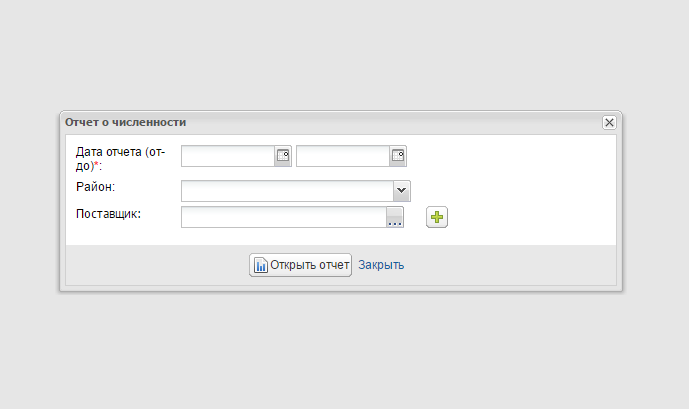 Отчет о численности
Дата отчета (от-
до)*:
Район:
Поставщик:
...
Открыть отчет Закрыть